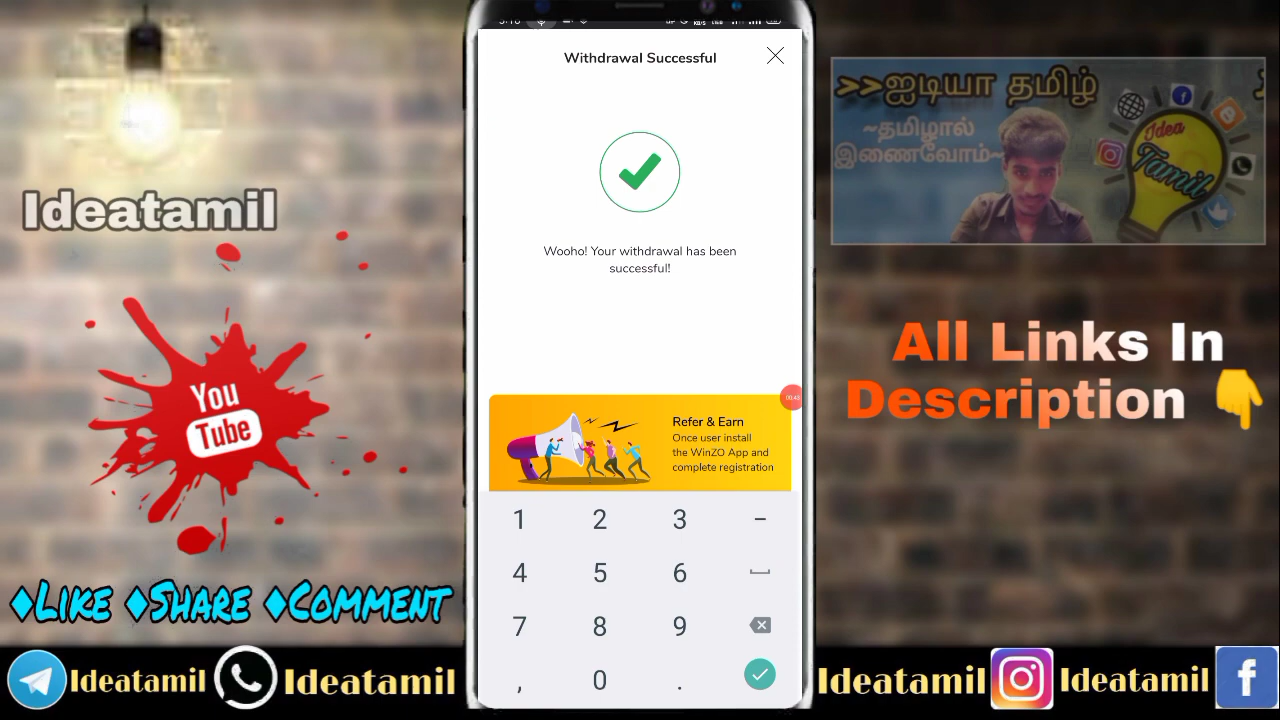 Withdrawal Successful
Wooho! Your withdrawal has been
successful!
00:43
Refer & Earn
Once user install
the WinZO App and
complete registration
1 2 3 -
4 5 6
7 8 9
, 0 .
Ideatamil
You
Tube
♦LIKE ♦SHARE ♦COMMENT
>>ஐடியா தமிழ்
~தமிழால்
இணைவோம்~
Idea
Tamil
All Links In
Description 👇
Ideatamil Ideatamil Ideatamil Ideatamil